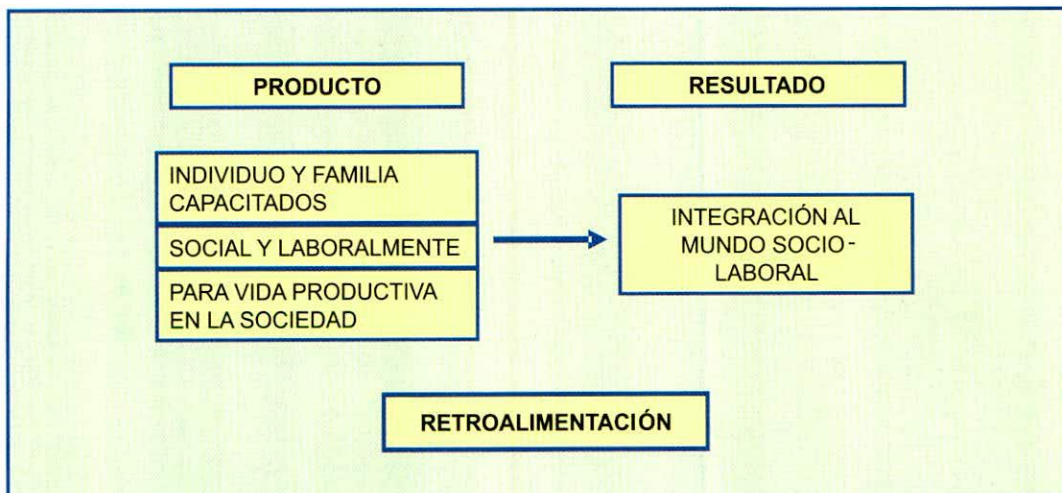 PRODUCTO
RESULTADO
INDIVIDUO Y FAMILIA
CAPACITADOS
SOCIAL Y LABORALMENTE
PARA VIDA PRODUCTIVA
EN LA SOCIEDAD
INTEGRACIÓN AL
MUNDO SOCIO-
LABORAL
RETROALIMENTACIÓN